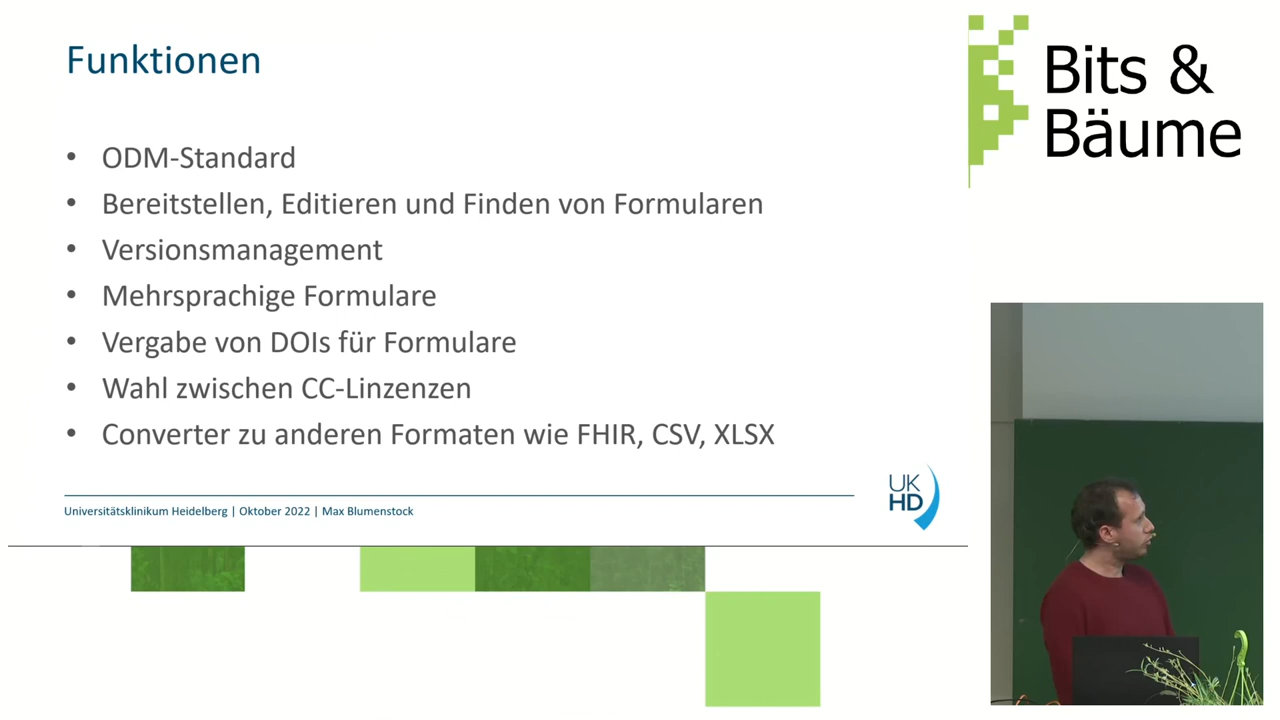 Funktionen
• ODM-Standard
• Bereitstellen, Editieren und Finden von Formularen
• Versionsmanagement
• Mehrsprachige Formulare
• Vergabe von DOIs für Formulare
• Wahl zwischen CC-Linzenzen
• Converter zu anderen Formaten wie FHIR, CSV, XLSX
Universitätsklinikum Heidelberg | Oktober 2022 | Max Blumenstock
UK
HD
Bits &
Bäume